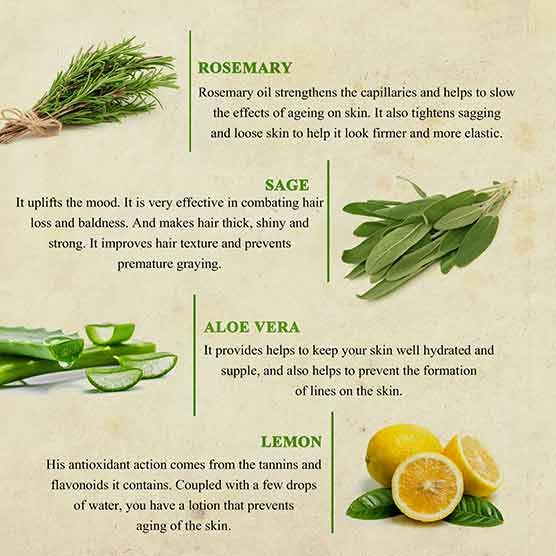 ROSEMARY
Rosemary oil strengthens the capillaries and helps to slow
the effects of ageing on skin. It also tightens sagging
and loose skin to help it look firmer and more elastic.
SAGE
It uplifts the mood. It is very effective in combating hair
loss and baldness. And makes hair thick, shiny and
strong. It improves hair texture and prevents
premature graying.
ALOE VERA
It provides helps to keep your skin well hydrated and
supple, and also helps to prevent the formation
of lines on the skin.
LEMON
His antioxidant action comes from the tannins and
flavonoids it contains. Coupled with a few drops
of water, you have a lotion that prevents
aging of the skin.